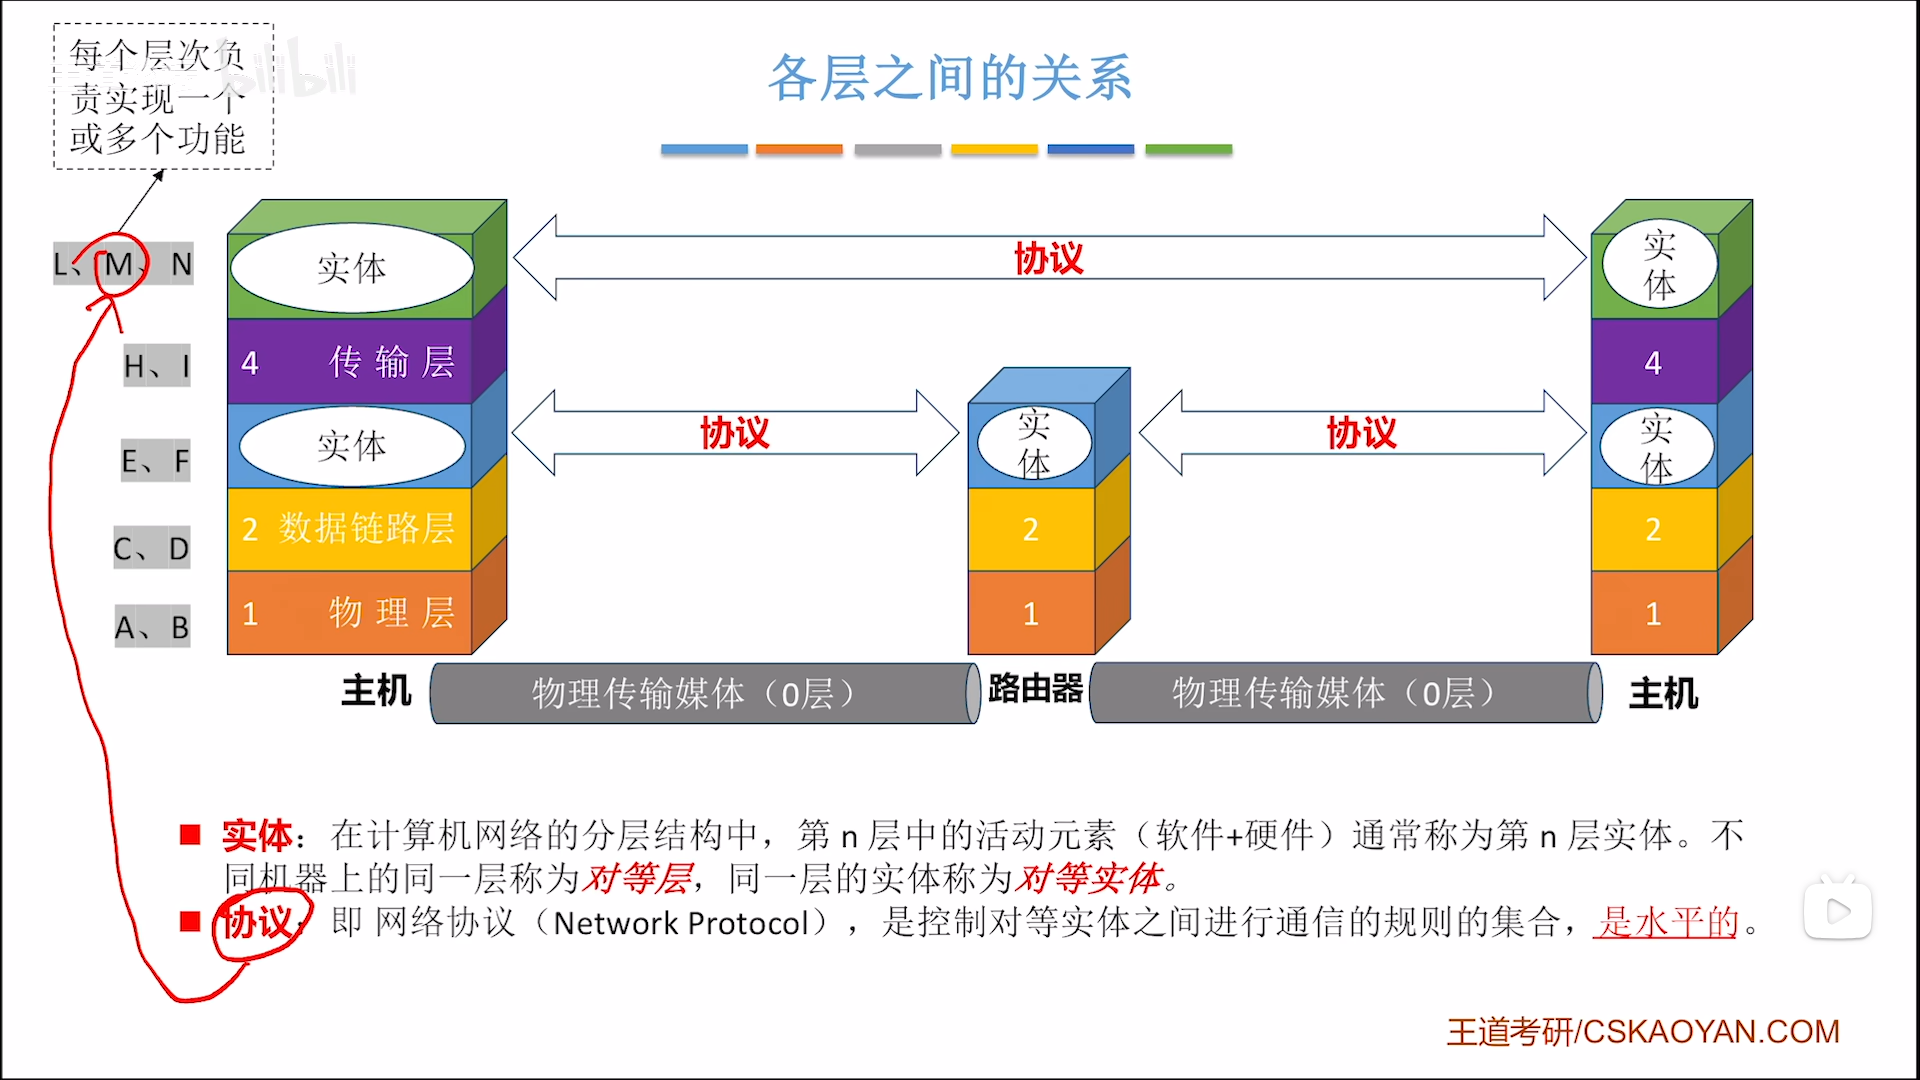 每个层次负
责实现一个
或多个功能
bilibili
各层之间的关系
L、M、N
实体
协议
实
体
H、I
4 传输层
4
E、F
实体
协议
实
体
协议
实
体
C、D
2 数据链路层
2
2
A、B
1 物理层
1
1
主机
物理传输媒体（0层）
路由器
物理传输媒体（0层）
主机
实体：在计算机网络的分层结构中，第 n 层中的活动元素（软件+硬件）通常称为第 n 层实体。不
同机器上的同一层称为对等层，同一层的实体称为对等实体。
协议：即 网络协议（Network Protocol），是控制对等实体之间进行通信的规则的集合，是水平的。
王道考研/CSKAOYAN.COM